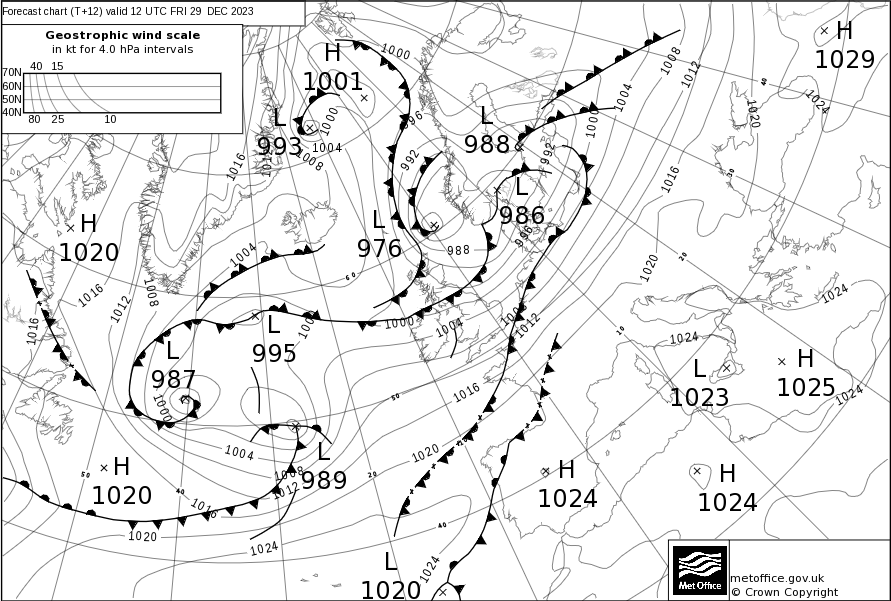 Forecast chart (T+12) valid 12 UTC FRI 29 DEC 2023
Geostrophic wind scale
in kt for 4.0 hPa intervals
40 15
70N
60N
50N
40N
80 25 10
H
1001
L
993
H
1029
L
988
L
986
L
976
H
1020
L
995
L
987
L
989
H
1020
L
1020
L
1023
H
1025
H
1024
H
1024
1000
996
992
1000
1004
1008
1016
1008
1012
1004
1000
992
996
988
1020
1024
1016
1020
1024
1024
1024
1004
1008
1012
1016
1016
1000
1004
1012
1016
1020
1000
1004
1008
1012
1016
1020
1024
1024
60
50
50
40
40
30
20
20
10
40
Met Office
metoffice.gov.uk
© Crown Copyright